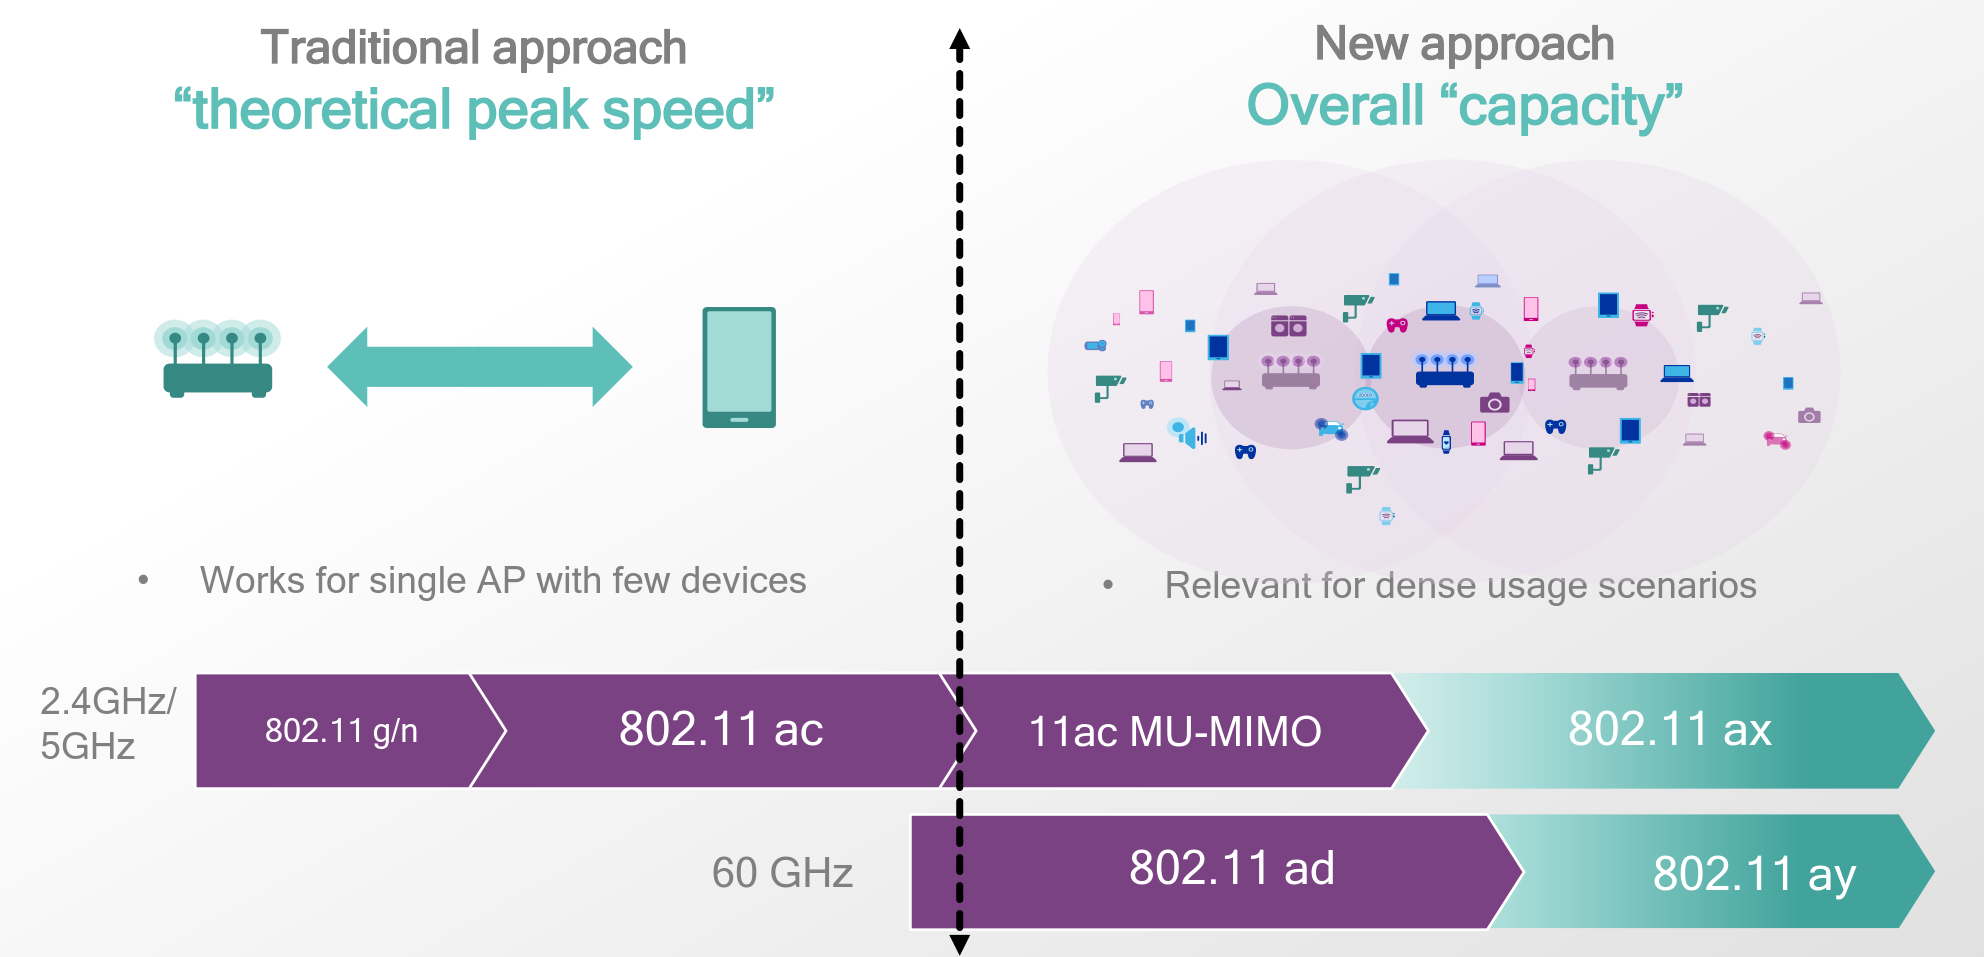 Traditional approach
“theoretical peak speed”
New approach
Overall “capacity”
• Works for single AP with few devices
• Relevant for dense usage scenarios
2.4GHz/
5GHz
802.11 g/n
802.11 ac
11ac MU-MIMO
802.11 ax
60 GHz
802.11 ad
802.11 ay